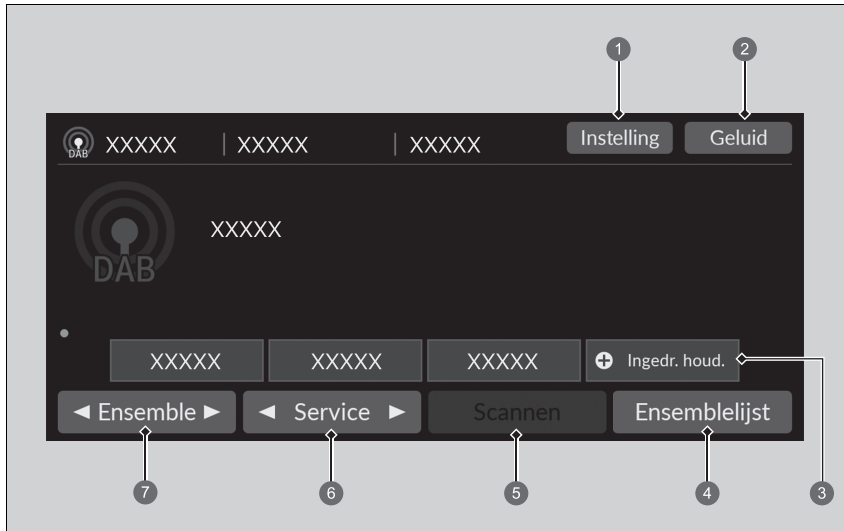 1 2
DAB XXXXX | XXXXX | XXXXX Instelling Geluid
XXXXX
DAB
XXXXX XXXXX XXXXX Ingedr. houd.
◄ Ensemble ► ◄ Service ► Scannen Ensemblelijst
7 6 5 4 3